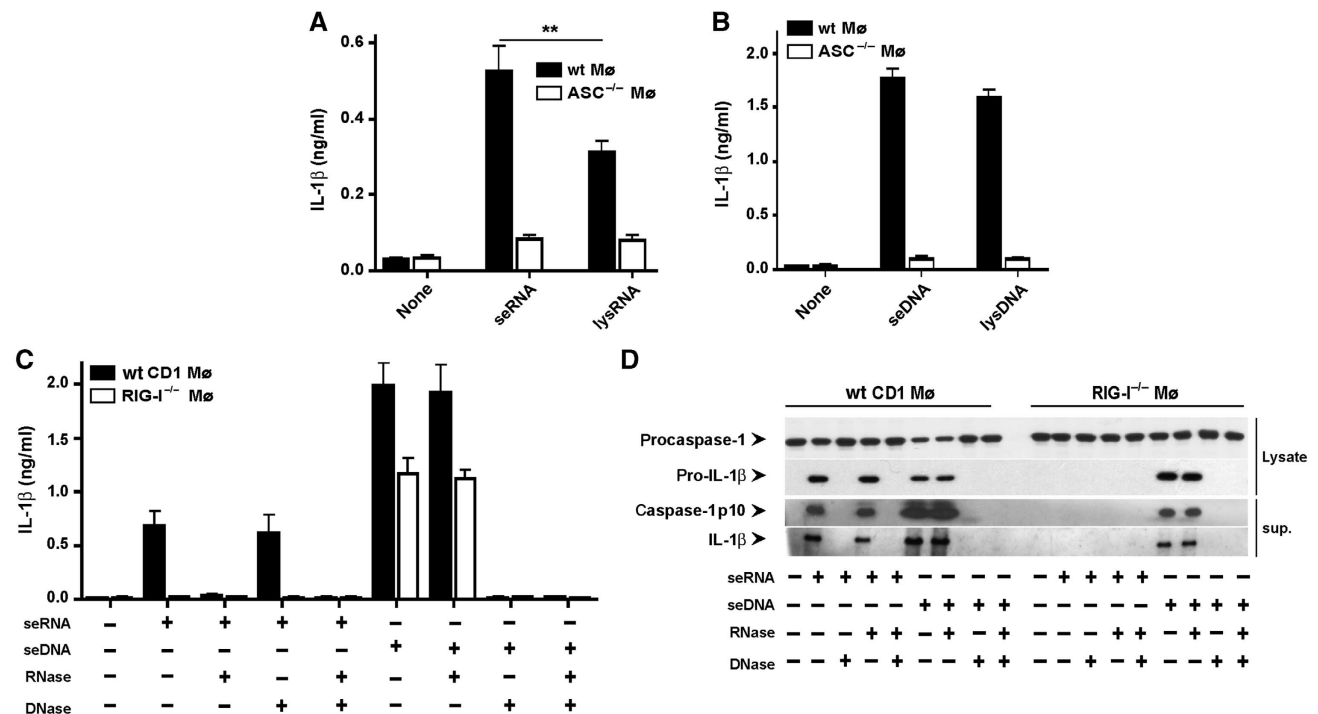 A
**
0.6
0.4
0.2
0.0
IL-1β (ng/ml)
wt Mø
ASC–/– Mø
None
seRNA
lysRNA
B
wt Mø
ASC–/– Mø
2.0
1.5
1.0
0.5
0.0
IL-1β (ng/ml)
None
seDNA
lysDNA
C
wt CD1 Mø
RIG-I–/– Mø
2.0
1.5
1.0
0.5
0.0
IL-1β (ng/ml)
seRNA – + + + + – – – –
seDNA – – – – – + + + +
RNase – – + – + – + – +
DNase – – – + + – – + +
D
wt CD1 Mø RIG-I–/– Mø
Procaspase-1
Pro-IL-1β
Lysate
Caspase-1p10
IL-1β
sup.
seRNA – + + + + – – – – – + + + + – – – –
seDNA – – – – – + + + + – – – – – + + + +
RNase – – – + + – + – + – – – + + – + – +
DNase – – + – + – – + + – – + – + – – + +